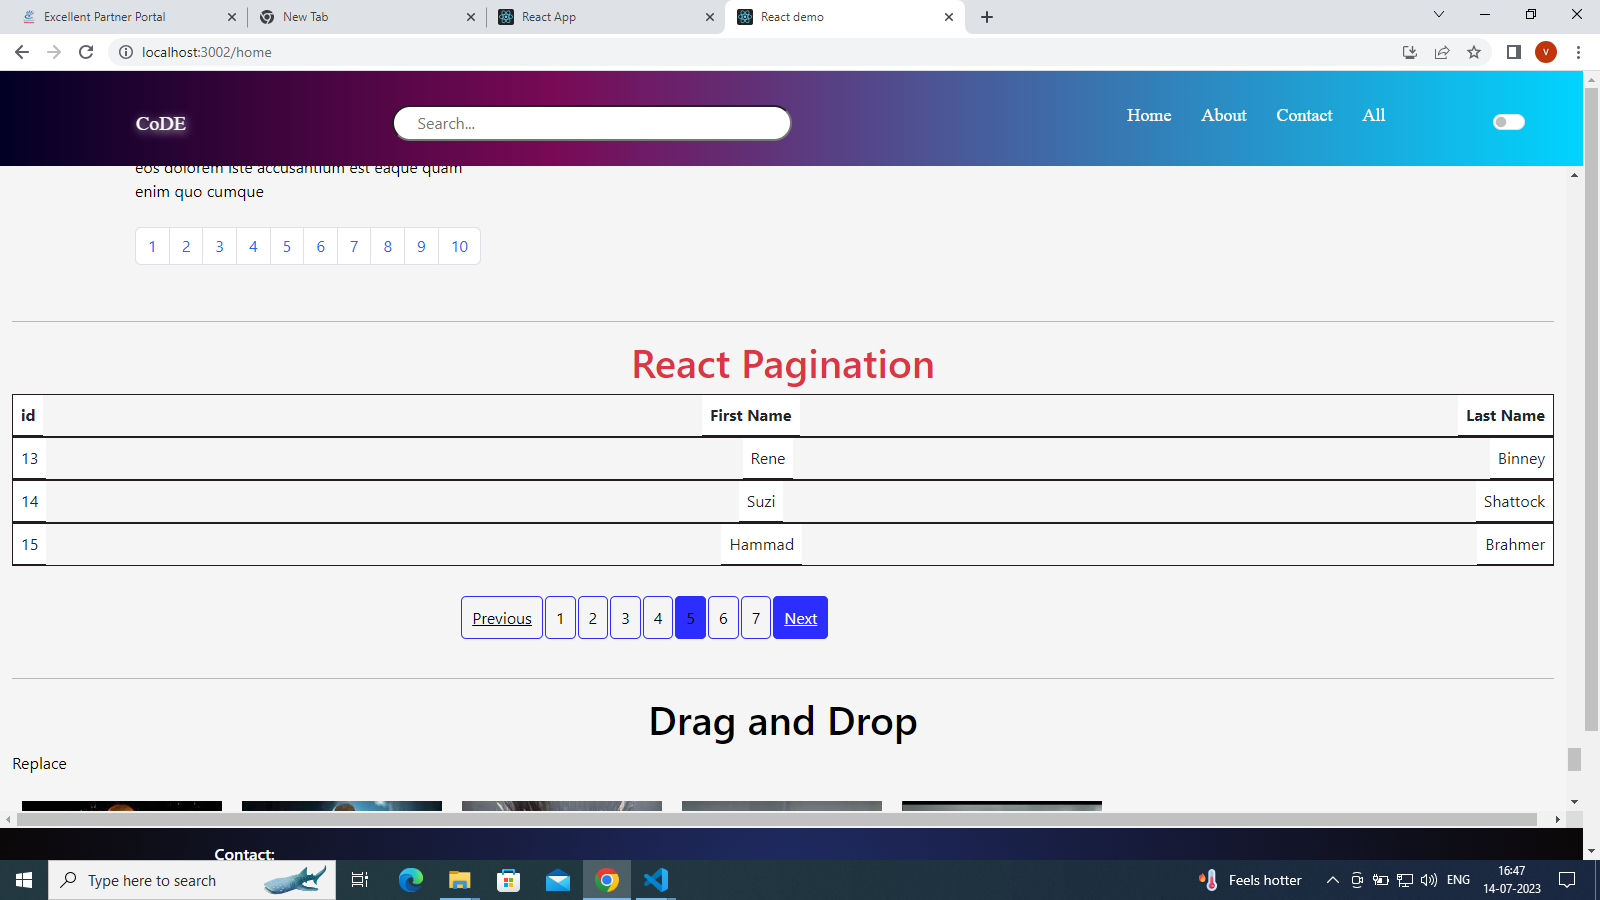 Excellent Partner Portal
New Tab
React App
React demo
localhost:3002/home
V
CoDE
Search...
Home About Contact All
eos dolorem iste accusantium est eaque quam
enim quo cumque
1 2 3 4 5 6 7 8 9 10
React Pagination
id First Name Last Name
13 Rene Binney
14 Suzi Shattock
15 Hammad Brahmer
Previous 1 2 3 4 5 6 7 Next
Drag and Drop
Replace
Contact:
Type here to search
Feels hotter
ENG
16:47
14-07-2023